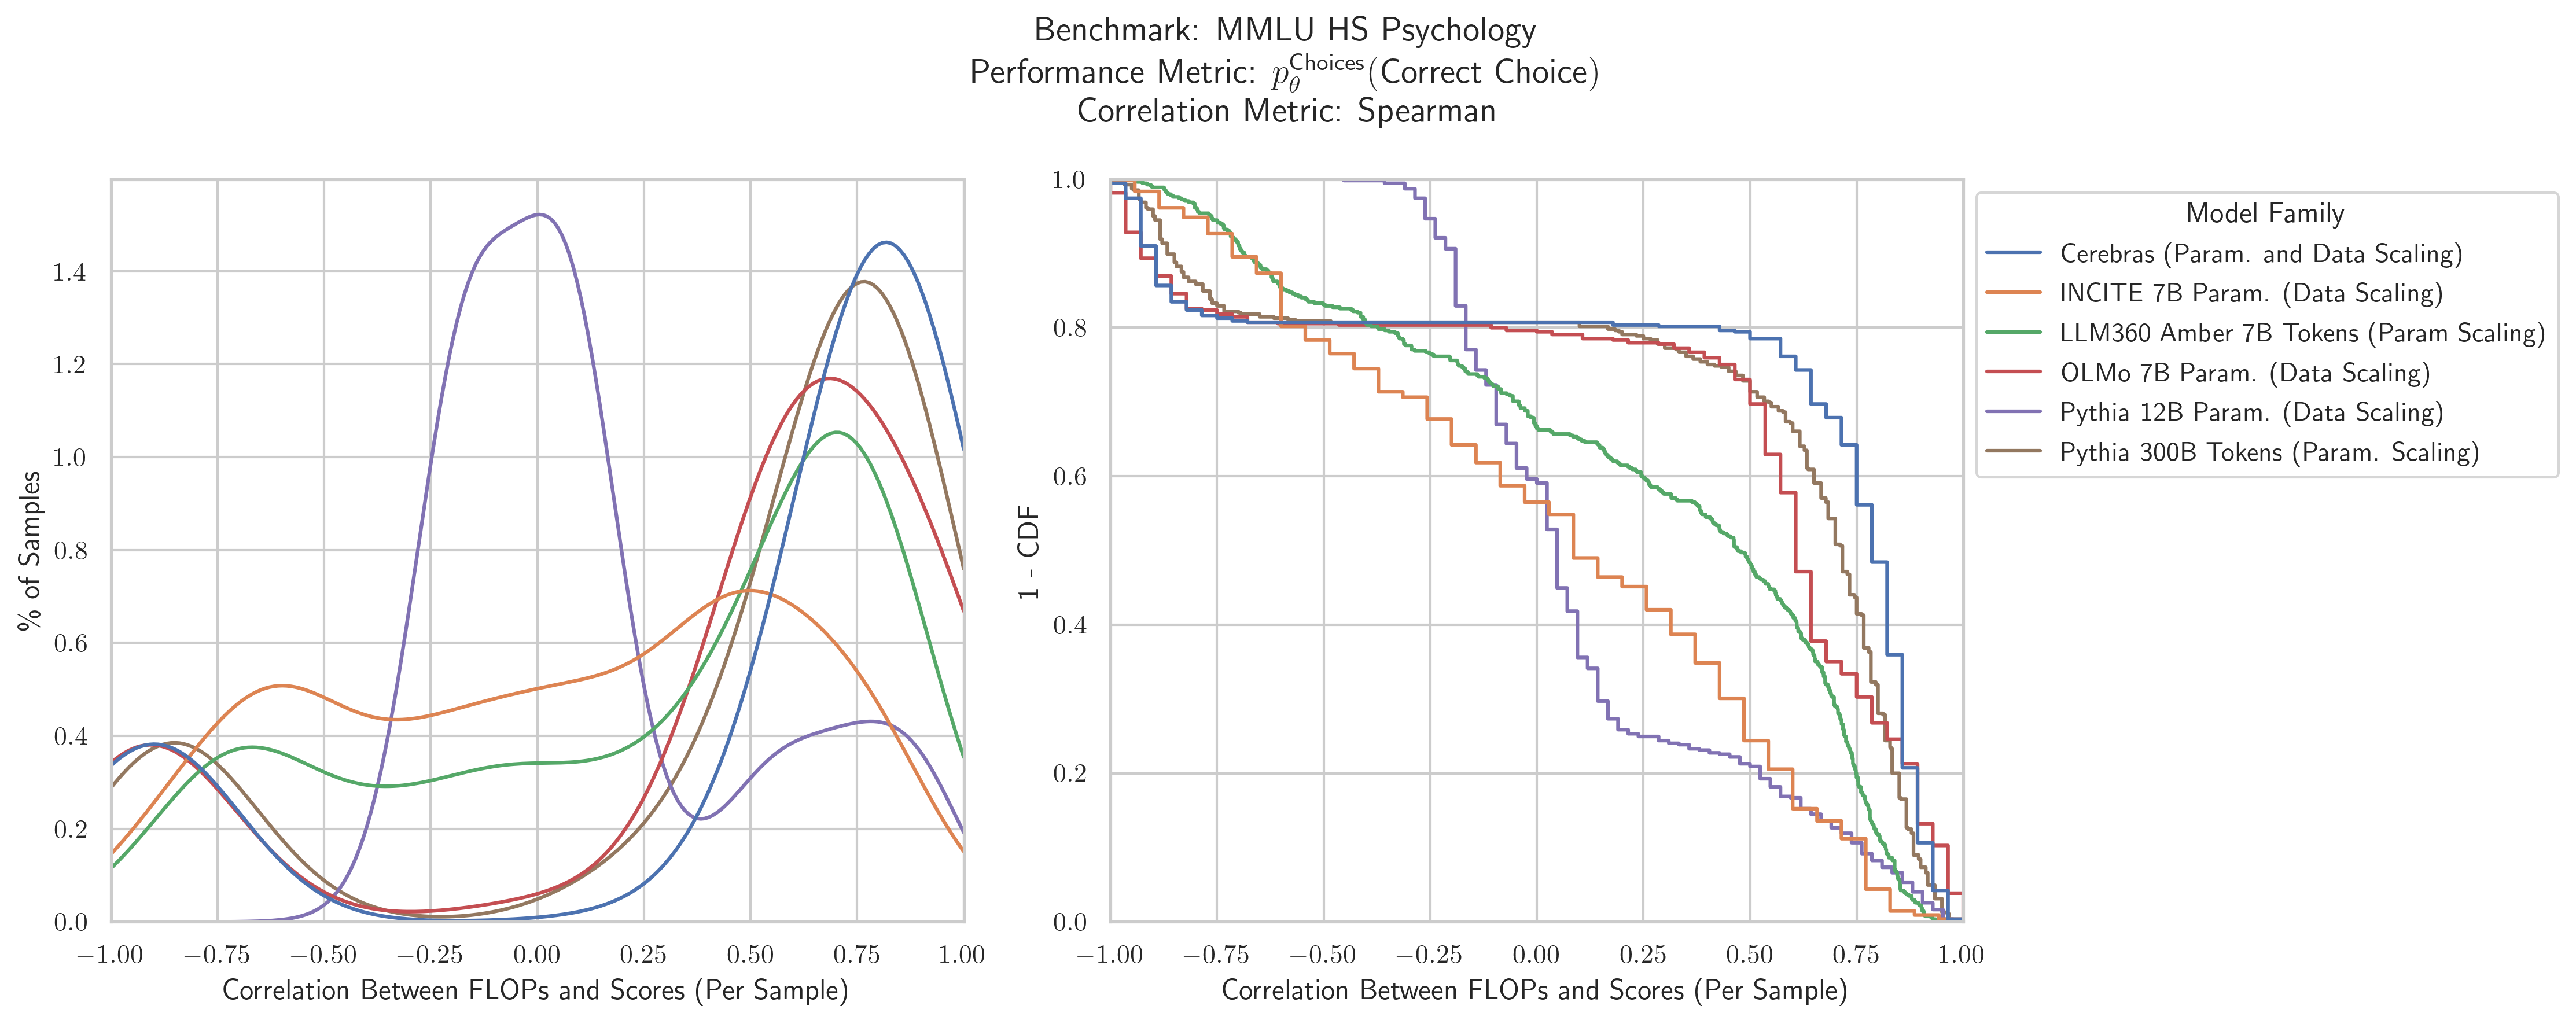 Benchmark: MMLU HS Psychology
Performance Metric: $p_{\theta}^{\text{Choices}}(\text{Correct Choice})$
Correlation Metric: Spearman
% of Samples
1.4
1.2
1.0
0.8
0.6
0.4
0.2
0.0
−1.00 −0.75 −0.50 −0.25 0.00 0.25 0.50 0.75 1.00
Correlation Between FLOPs and Scores (Per Sample)
1 - CDF
1.0
0.8
0.6
0.4
0.2
0.0
−1.00 −0.75 −0.50 −0.25 0.00 0.25 0.50 0.75 1.00
Correlation Between FLOPs and Scores (Per Sample)
Model Family
Cerebras (Param. and Data Scaling)
INCITE 7B Param. (Data Scaling)
LLM360 Amber 7B Tokens (Param Scaling)
OLMo 7B Param. (Data Scaling)
Pythia 12B Param. (Data Scaling)
Pythia 300B Tokens (Param. Scaling)